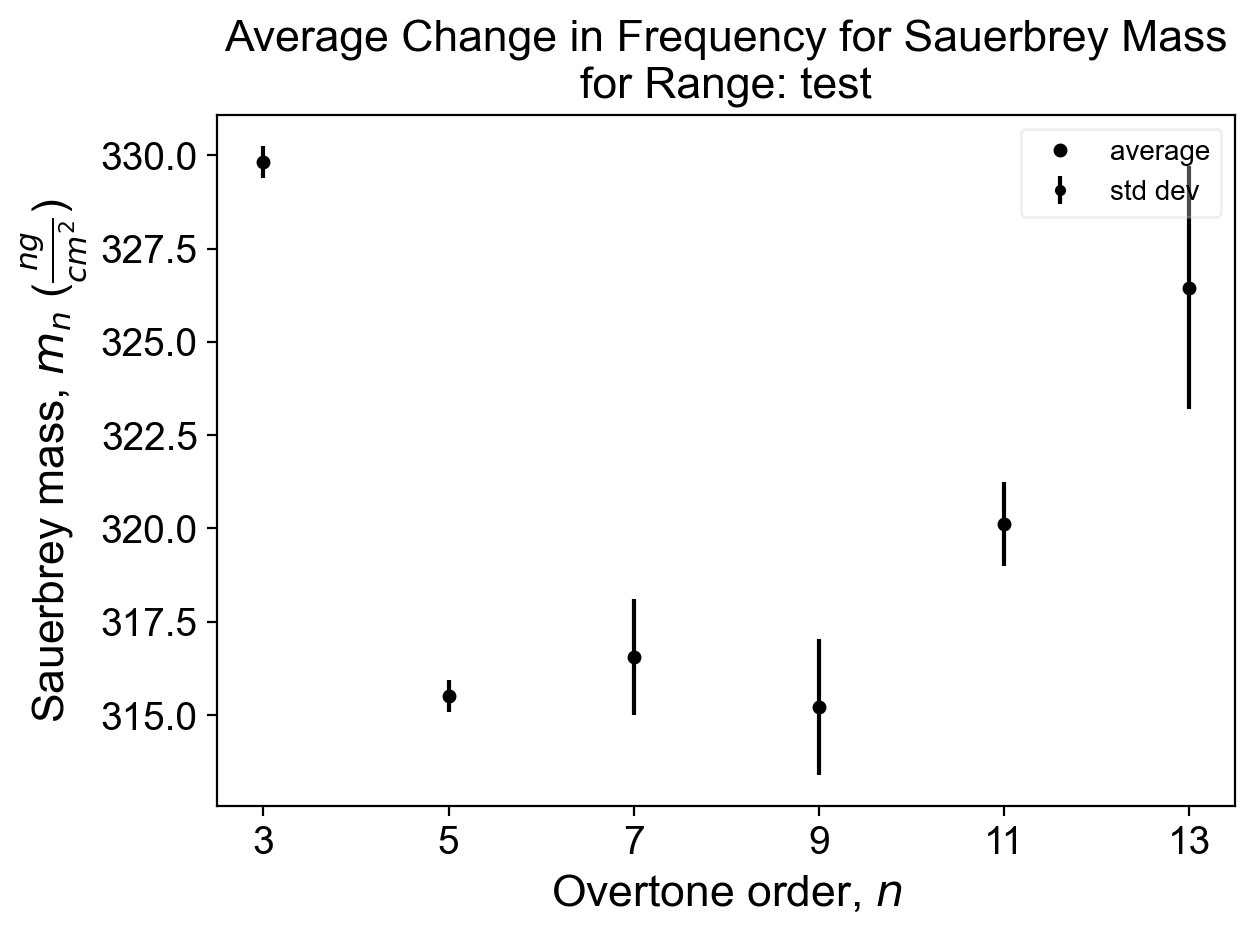 Average Change in Frequency for Sauerbrey Mass
for Range: test
average
std dev
Sauerbrey mass, mₙ (ng/cm²)
330.0
327.5
325.0
322.5
320.0
317.5
315.0
3 5 7 9 11 13
Overtone order, n